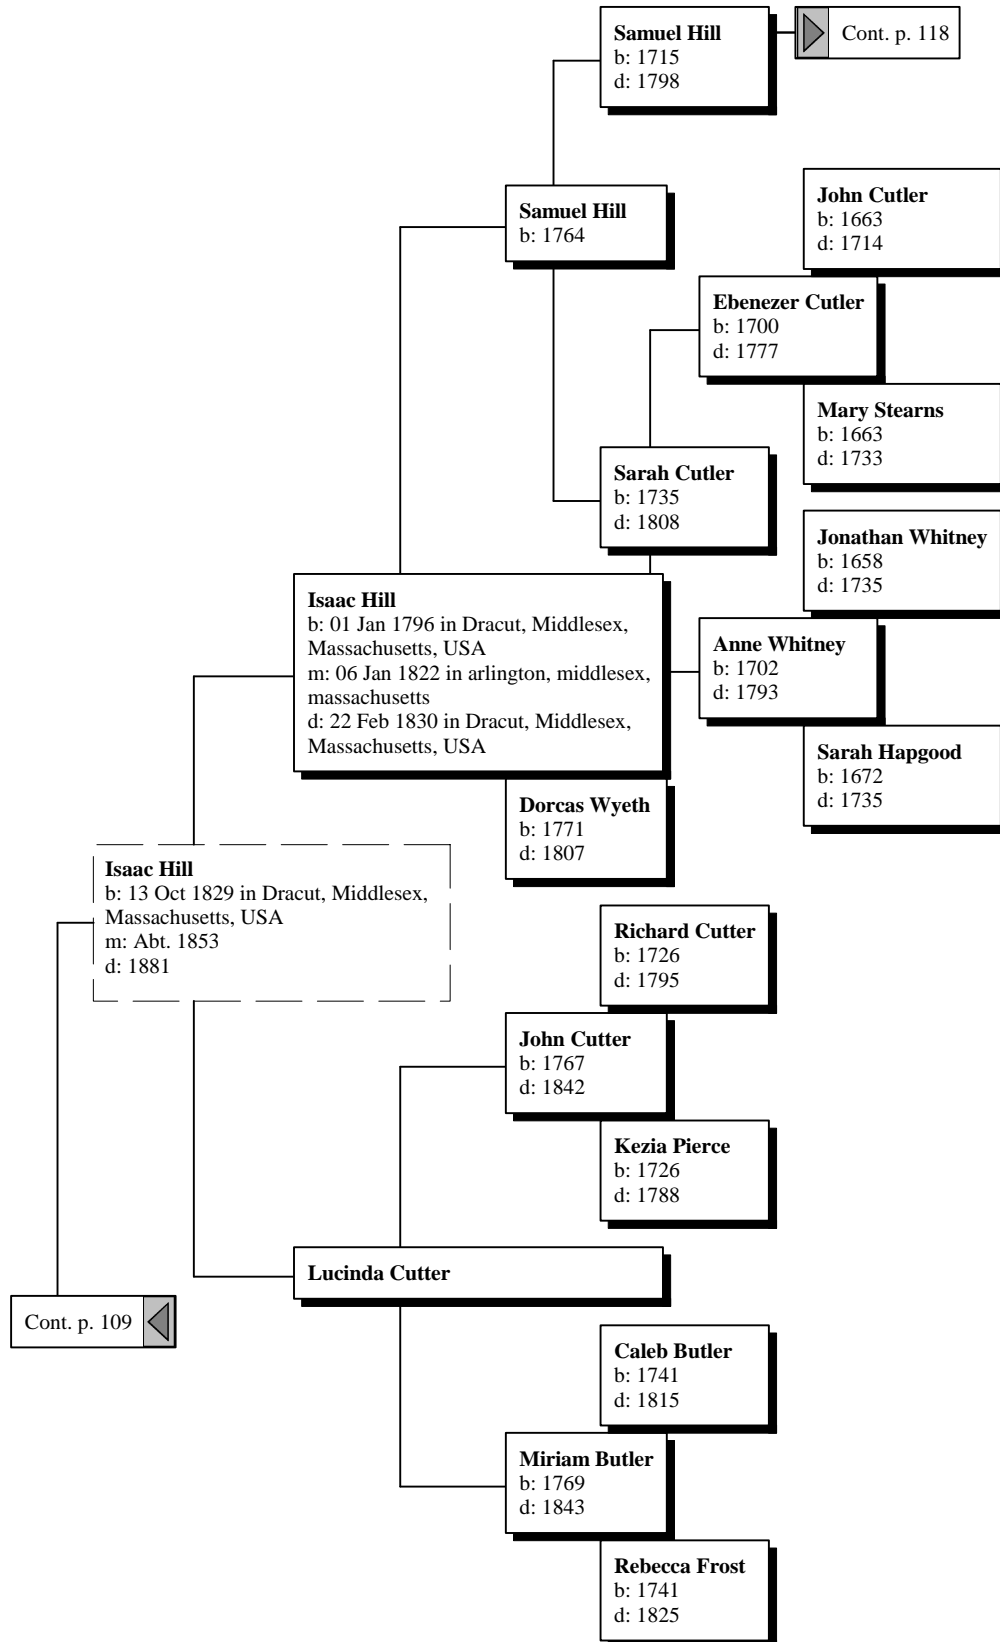 Samuel Hill
b: 1715
d: 1798
Cont. p. 118
Samuel Hill
b: 1764
John Cutler
b: 1663
d: 1714
Ebenezer Cutler
b: 1700
d: 1777
Mary Stearns
b: 1663
d: 1733
Sarah Cutler
b: 1735
d: 1808
Jonathan Whitney
b: 1658
d: 1735
Isaac Hill
b: 01 Jan 1796 in Dracut, Middlesex,
Massachusetts, USA
m: 06 Jan 1822 in arlington, middlesex,
massachusetts
d: 22 Feb 1830 in Dracut, Middlesex,
Massachusetts, USA
Anne Whitney
b: 1702
d: 1793
Sarah Hapgood
b: 1672
d: 1735
Dorcas Wyeth
b: 1771
d: 1807
Isaac Hill
b: 13 Oct 1829 in Dracut, Middlesex,
Massachusetts, USA
m: Abt. 1853
d: 1881
Richard Cutter
b: 1726
d: 1795
John Cutter
b: 1767
d: 1842
Kezia Pierce
b: 1726
d: 1788
Lucinda Cutter
Cont. p. 109
Caleb Butler
b: 1741
d: 1815
Miriam Butler
b: 1769
d: 1843
Rebecca Frost
b: 1741
d: 1825